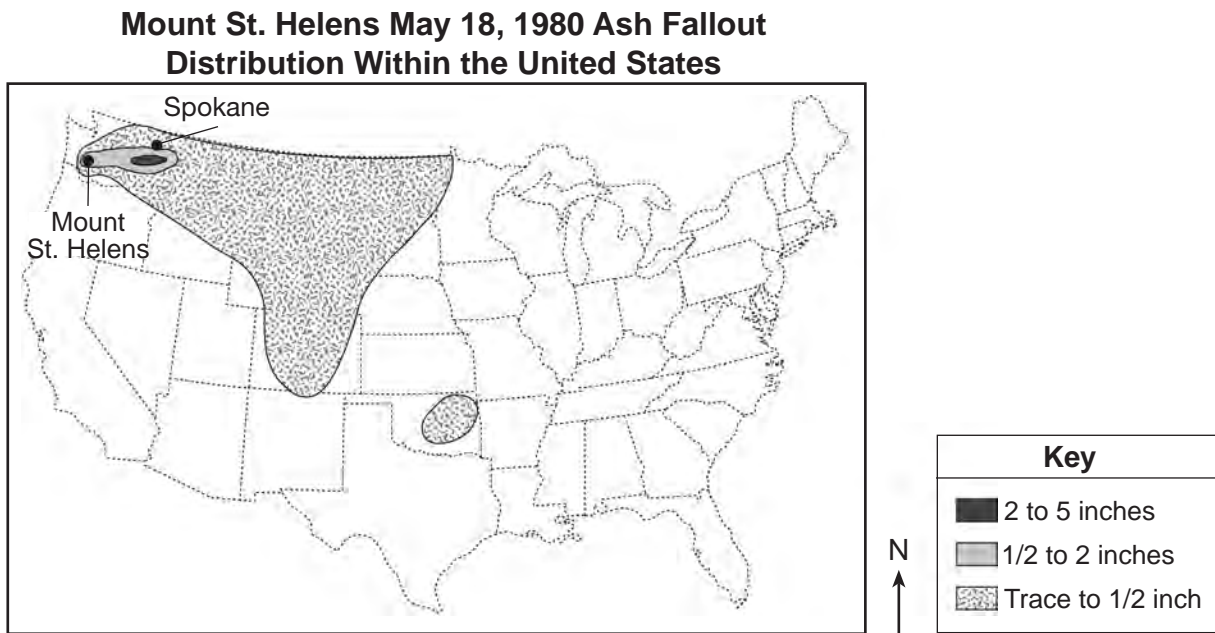 Mount St. Helens May 18, 1980 Ash Fallout
Distribution Within the United States
Spokane
Mount
St. Helens
N
Key
2 to 5 inches
1/2 to 2 inches
Trace to 1/2 inch